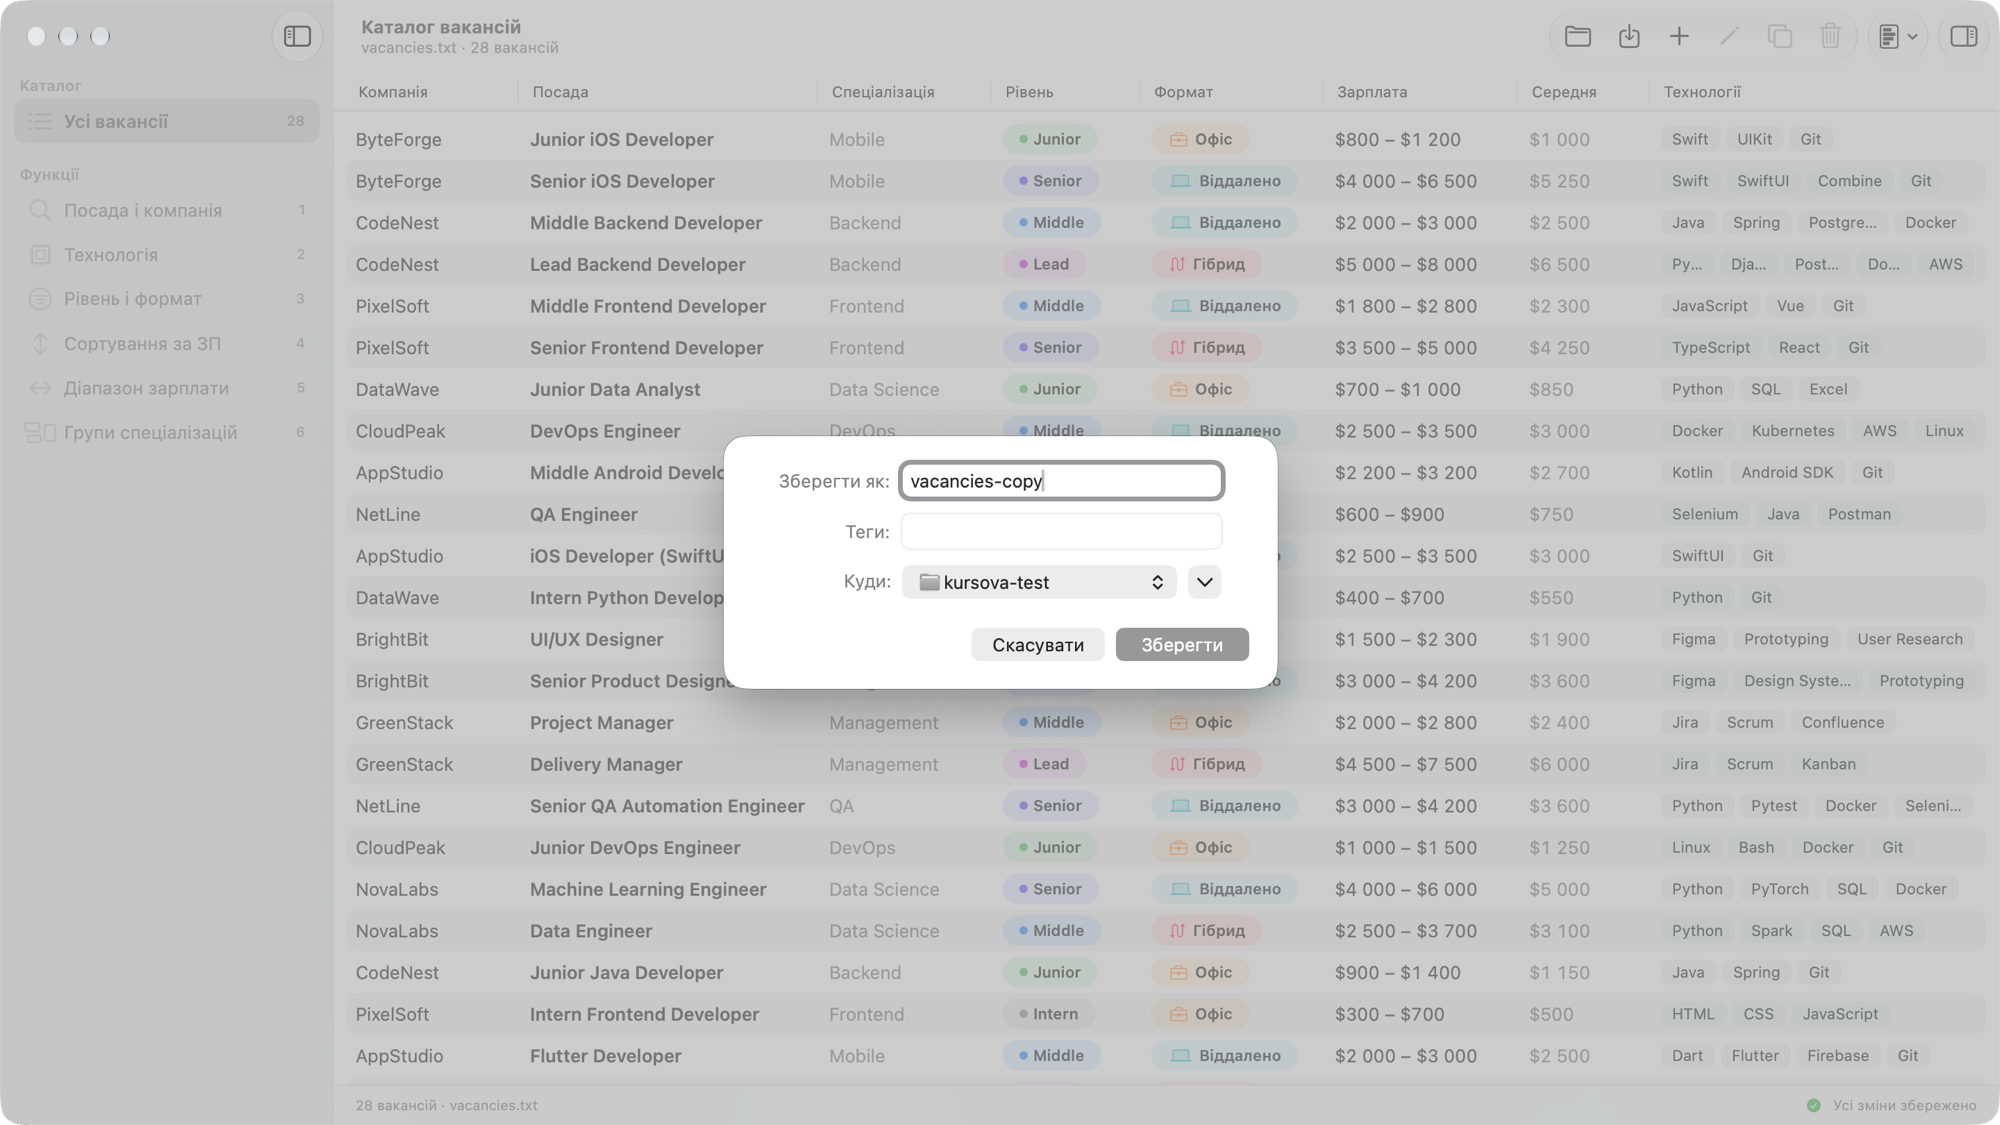 Каталог
Усі вакансії 28
Функції
Посада і компанія 1
Технологія 2
Рівень і формат 3
Сортування за ЗП 4
Діапазон зарплати 5
Групи спеціалізацій 6
Каталог вакансій
vacancies.txt · 28 вакансій
Компанія Посада Спеціалізація Рівень Формат Зарплата Середня Технології
ByteForge Junior iOS Developer Mobile Junior Офіс $800 – $1 200 $1 000 Swift UIKit Git
ByteForge Senior iOS Developer Mobile Senior Віддалено $4 000 – $6 500 $5 250 Swift SwiftUI Combine Git
CodeNest Middle Backend Developer Backend Middle Віддалено $2 000 – $3 000 $2 500 Java Spring Postgre... Docker
CodeNest Lead Backend Developer Backend Lead Гібрид $5 000 – $8 000 $6 500 Py... Dja... Post... Do... AWS
PixelSoft Middle Frontend Developer Frontend Middle Віддалено $1 800 – $2 800 $2 300 JavaScript Vue Git
PixelSoft Senior Frontend Developer Frontend Senior Гібрид $3 500 – $5 000 $4 250 TypeScript React Git
DataWave Junior Data Analyst Data Science Junior Офіс $700 – $1 000 $850 Python SQL Excel
CloudPeak DevOps Engineer DevOps Middle Віддалено $2 500 – $3 500 $3 000 Docker Kubernetes AWS Linux
AppStudio Middle Android Develo $2 200 – $3 200 $2 700 Kotlin Android SDK Git
NetLine QA Engineer $600 – $900 $750 Selenium Java Postman
AppStudio iOS Developer (SwiftU $2 500 – $3 500 $3 000 SwiftUI Git
DataWave Intern Python Develop $400 – $700 $550 Python Git
BrightBit UI/UX Designer $1 500 – $2 300 $1 900 Figma Prototyping User Research
BrightBit Senior Product Design $3 000 – $4 200 $3 600 Figma Design Syste... Prototyping
GreenStack Project Manager Management Middle Офіс $2 000 – $2 800 $2 400 Jira Scrum Confluence
GreenStack Delivery Manager Management Lead Гібрид $4 500 – $7 500 $6 000 Jira Scrum Kanban
NetLine Senior QA Automation Engineer QA Senior Віддалено $3 000 – $4 200 $3 600 Python Pytest Docker Seleni...
CloudPeak Junior DevOps Engineer DevOps Junior Офіс $1 000 – $1 500 $1 250 Linux Bash Docker Git
NovaLabs Machine Learning Engineer Data Science Senior Віддалено $4 000 – $6 000 $5 000 Python PyTorch SQL Docker
NovaLabs Data Engineer Data Science Middle Гібрид $2 500 – $3 700 $3 100 Python Spark SQL AWS
CodeNest Junior Java Developer Backend Junior Офіс $900 – $1 400 $1 150 Java Spring Git
PixelSoft Intern Frontend Developer Frontend Intern Офіс $300 – $700 $500 HTML CSS JavaScript
AppStudio Flutter Developer Mobile Middle Віддалено $2 000 – $3 000 $2 500 Dart Flutter Firebase Git
28 вакансій · vacancies.txt Усі зміни збережено
Зберегти як: vacancies-copy
Теги:
Куди: kursova-test
Скасувати Зберегти